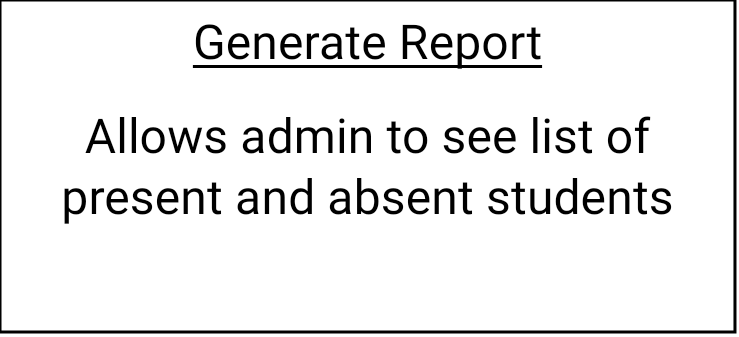 Generate Report
Allows admin to see list of
present and absent students